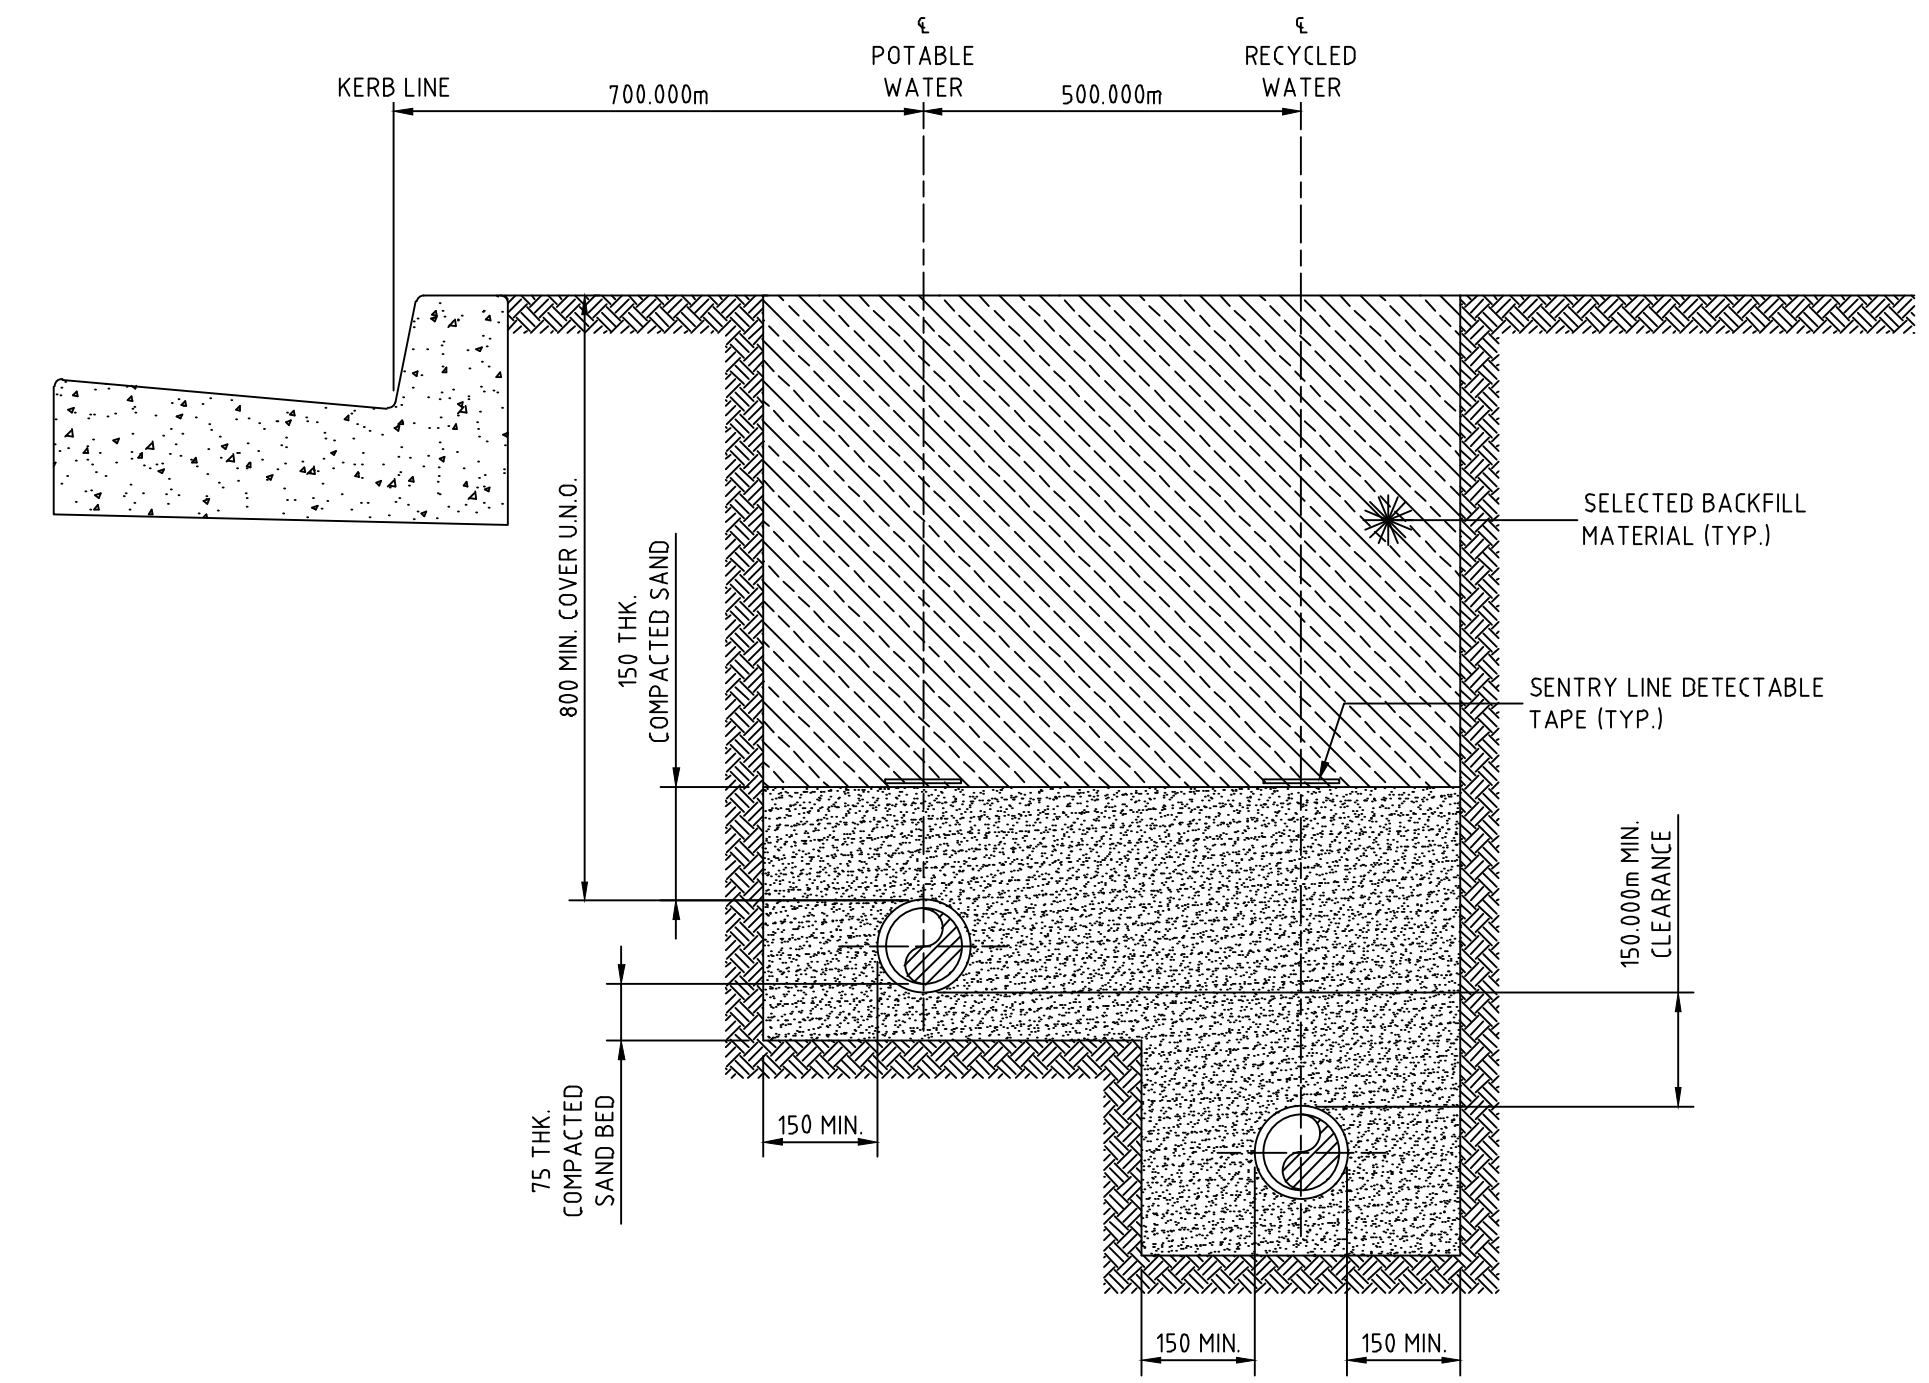 ℄
POTABLE
WATER
℄
RECYCLED
WATER
KERB LINE
700.000m
500.000m
800 MIN. COVER U.N.O.
150 THK.
COMPACTED SAND
SELECTED BACKFILL
MATERIAL (TYP.)
SENTRY LINE DETECTABLE
TAPE (TYP.)
150.000m MIN.
CLEARANCE
75 THK.
COMPACTED
SAND BED
150 MIN.
150 MIN.
150 MIN.